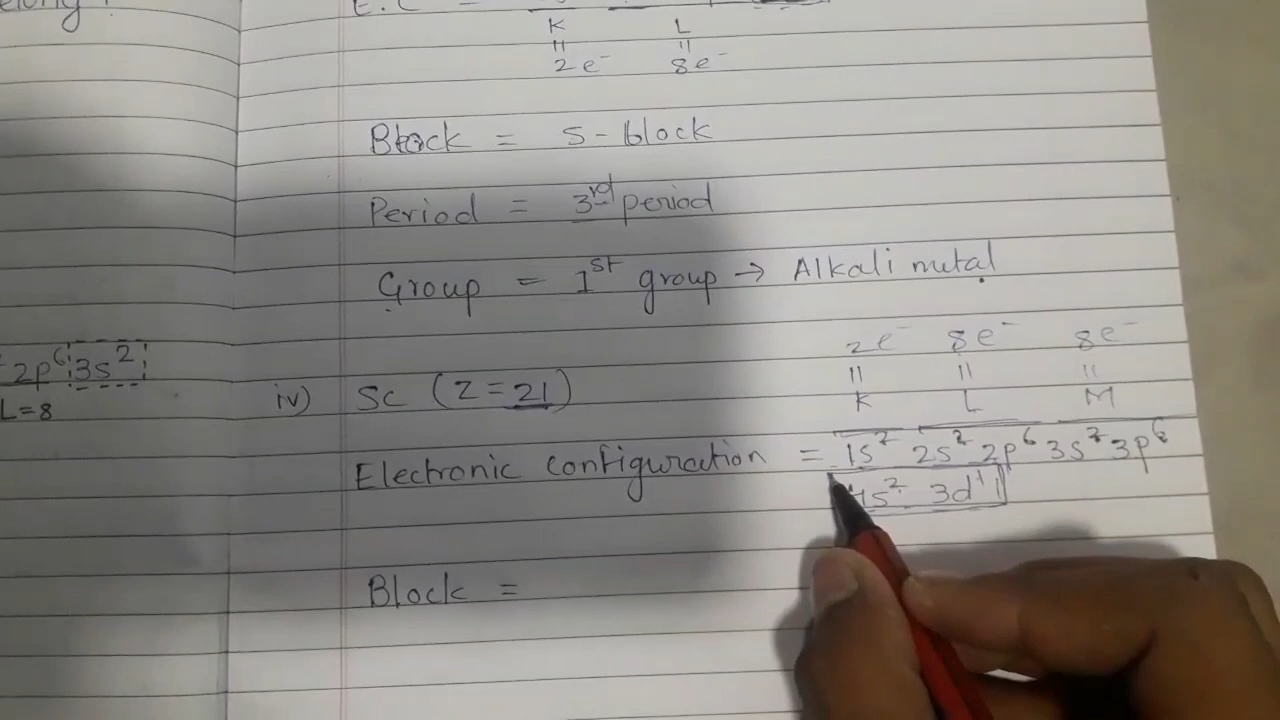 2p⁶ 3s²
L=8
K L
= =
2e⁻ 8e⁻
Block = s-block
Period = 3rd period
Group = 1st group → Alkali metal
2e⁻ 8e⁻ 8e⁻
= = =
K L M
iv) Sc (Z=21)
Electronic configuration = 1s² 2s² 2p⁶ 3s² 3p⁶
4s² 3d¹
Block =